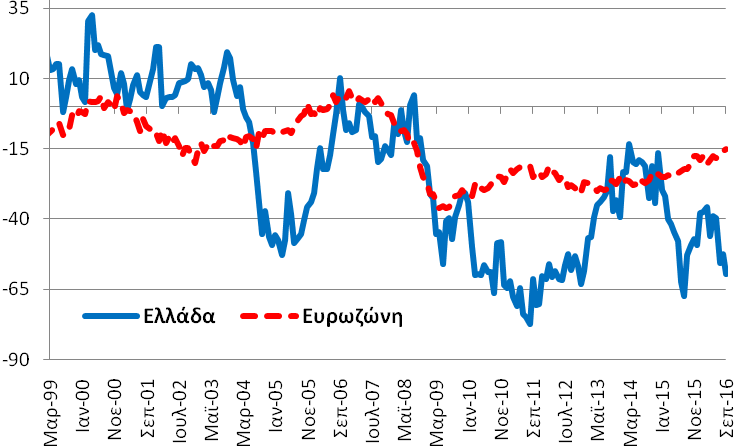 35
10
-15
-40
-65
-90
Ελλάδα
Ευρωζώνη
Μαρ-99
Ιαν-00
Νοε-00
Σεπ-01
Ιουλ-02
Μαϊ-03
Μαρ-04
Ιαν-05
Νοε-05
Σεπ-06
Ιουλ-07
Μαϊ-08
Μαρ-09
Ιαν-10
Νοε-10
Σεπ-11
Ιουλ-12
Μαϊ-13
Μαρ-14
Ιαν-15
Νοε-15
Σεπ-16